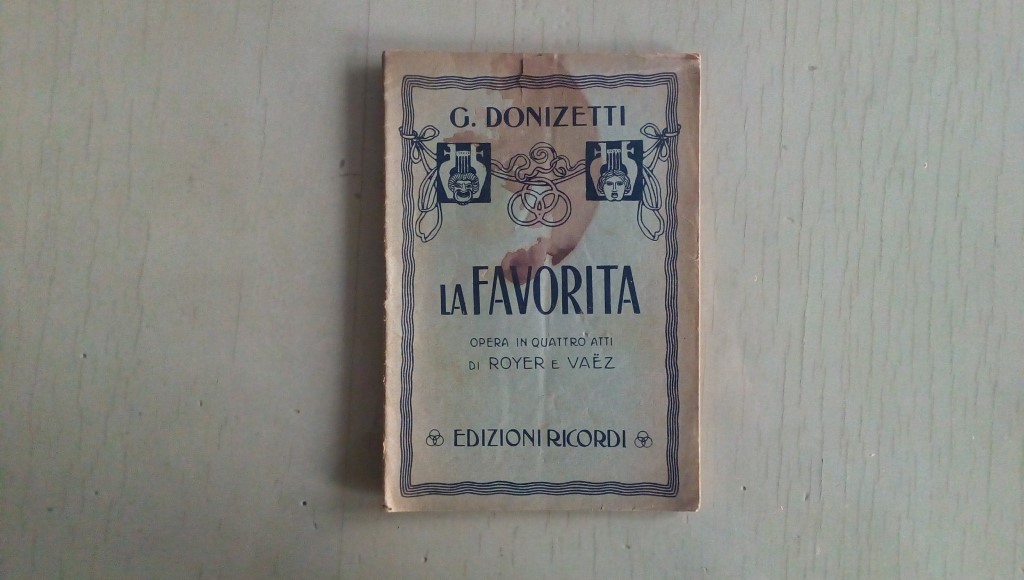 G. DONIZETTI
LA FAVORITA
OPERA IN QUATTRO ATTI
DI ROYER E VAËZ
EDIZIONI RICORDI